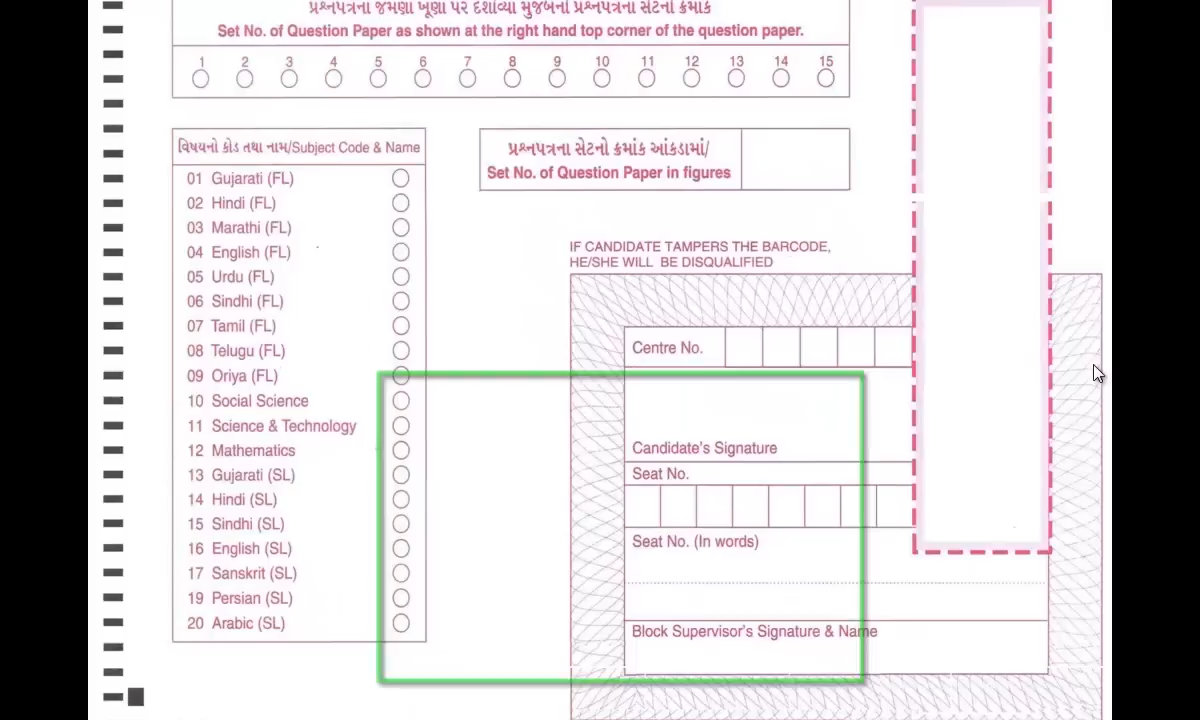 પ્રશ્નપત્રના જમણા ખૂણા પર દર્શાવ્યા મુજબનો પ્રશ્નપત્રના સેટનો ક્રમાંક
Set No. of Question Paper as shown at the right hand top corner of the question paper.
1 2 3 4 5 6 7 8 9 10 11 12 13 14 15
વિષયનો કોડ તથા નામ/Subject Code & Name
01 Gujarati (FL)
02 Hindi (FL)
03 Marathi (FL)
04 English (FL)
05 Urdu (FL)
06 Sindhi (FL)
07 Tamil (FL)
08 Telugu (FL)
09 Oriya (FL)
10 Social Science
11 Science & Technology
12 Mathematics
13 Gujarati (SL)
14 Hindi (SL)
15 Sindhi (SL)
16 English (SL)
17 Sanskrit (SL)
19 Persian (SL)
20 Arabic (SL)
પ્રશ્નપત્રના સેટનો ક્રમાંક આંકડામાં/
Set No. of Question Paper in figures
IF CANDIDATE TAMPERS THE BARCODE,
HE/SHE WILL BE DISQUALIFIED
Centre No.
Candidate's Signature
Seat No.
Seat No. (In words)
Block Supervisor's Signature & Name